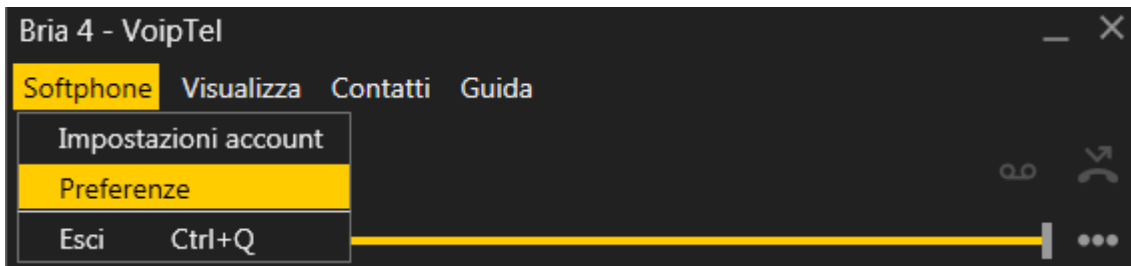 Bria 4 - VoipTel
Softphone Visualizza Contatti Guida
Impostazioni account
Preferenze
Esci Ctrl+Q